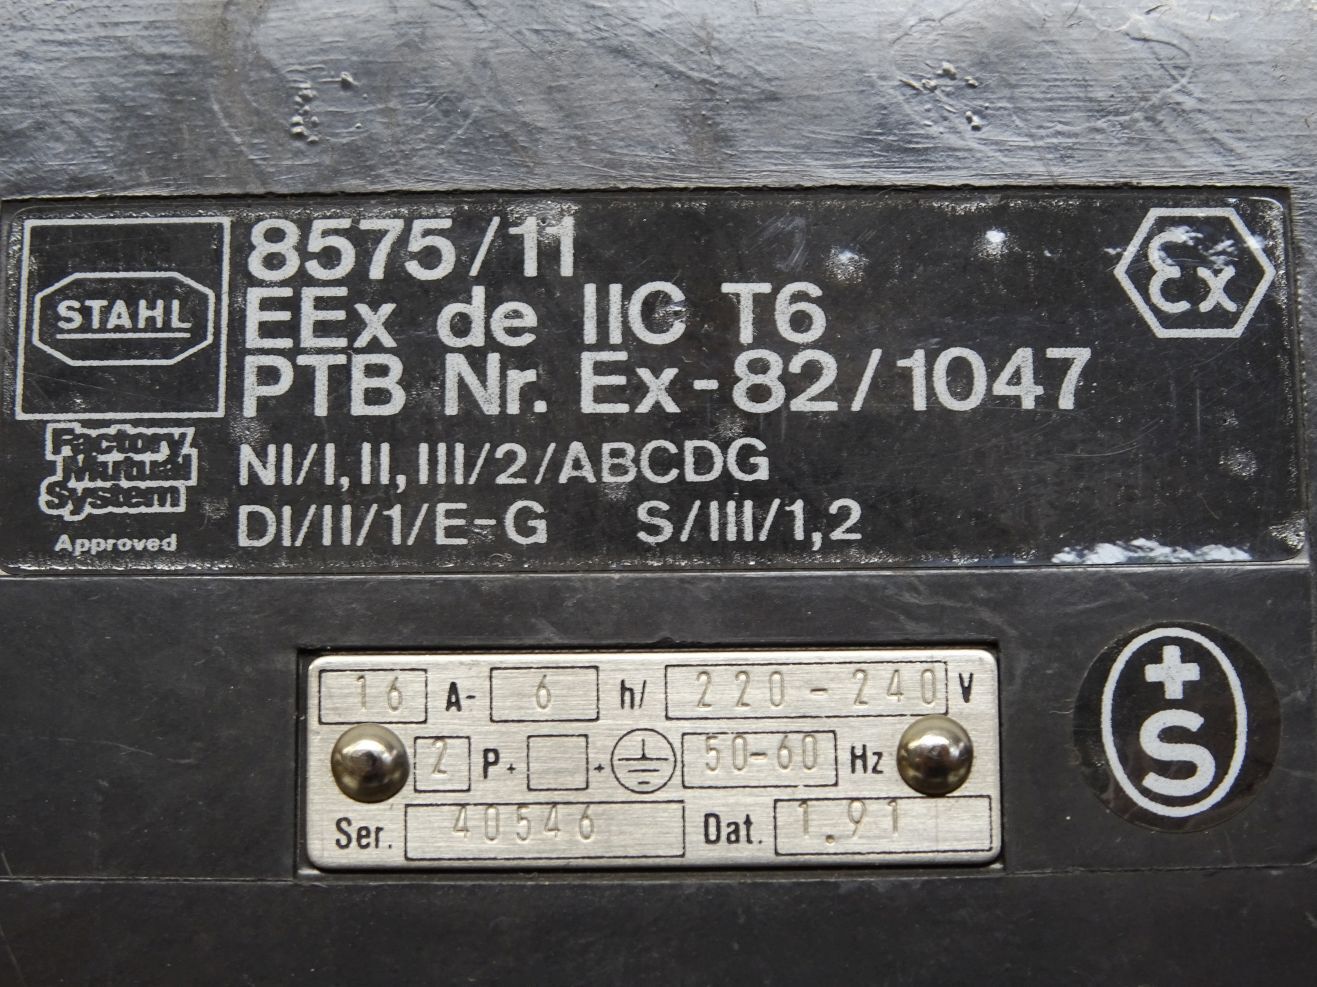 STAHL
8575/11
EEx de IIC T6
PTB Nr. Ex-82/1047
Ex
Factory
Mutual
System
Approved
NI/I,II,III/2/ABCDG
DI/II/1/E-G S/III/1,2
16 A- 6 h/ 220-240 V
2 P+ + 50-60 Hz
Ser. 40546 Dat. 1.91
+S